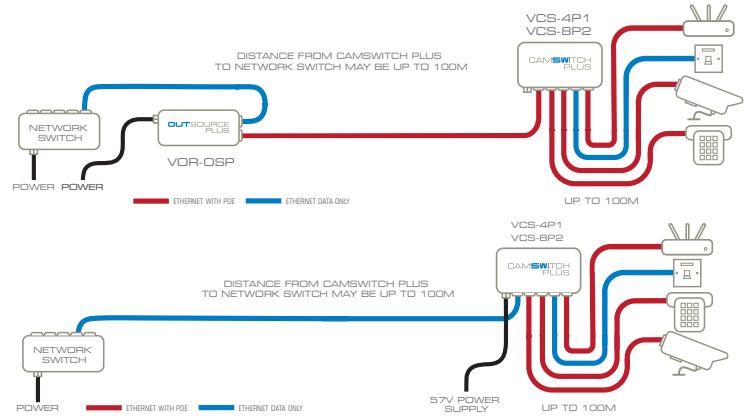 VCS-4P1
VCS-8P2
DISTANCE FROM CAMSWITCH PLUS
TO NETWORK SWITCH MAY BE UP TO 100M
CAMSWITCH
PLUS
NETWORK
SWITCH
OUTSOURCE
PLUS
VOR-OSP
POWER POWER
ETHERNET WITH POE ETHERNET DATA ONLY
UP TO 100M
VCS-4P1
VCS-8P2
CAMSWITCH
PLUS
DISTANCE FROM CAMSWITCH PLUS
TO NETWORK SWITCH MAY BE UP TO 100M
NETWORK
SWITCH
POWER
ETHERNET WITH POE ETHERNET DATA ONLY
57V POWER
SUPPLY
UP TO 100M